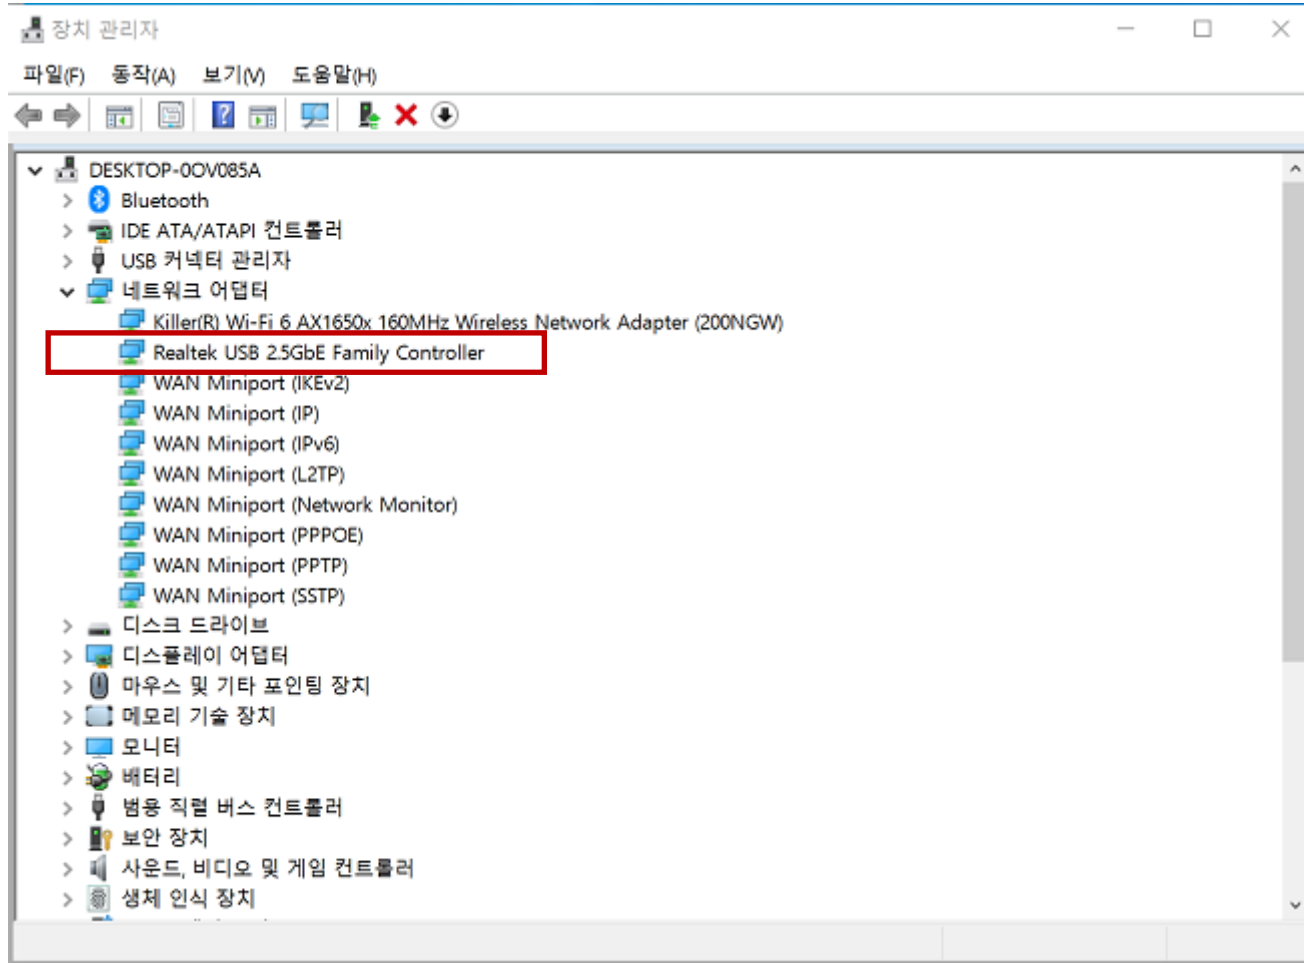 장치 관리자
파일(F) 동작(A) 보기(V) 도움말(H)
DESKTOP-0OV085A
Bluetooth
IDE ATA/ATAPI 컨트롤러
USB 커넥터 관리자
네트워크 어댑터
Killer(R) Wi-Fi 6 AX1650x 160MHz Wireless Network Adapter (200NGW)
Realtek USB 2.5GbE Family Controller
WAN Miniport (IKEv2)
WAN Miniport (IP)
WAN Miniport (IPv6)
WAN Miniport (L2TP)
WAN Miniport (Network Monitor)
WAN Miniport (PPPOE)
WAN Miniport (PPTP)
WAN Miniport (SSTP)
디스크 드라이브
디스플레이 어댑터
마우스 및 기타 포인팅 장치
메모리 기술 장치
모니터
배터리
범용 직렬 버스 컨트롤러
보안 장치
사운드, 비디오 및 게임 컨트롤러
생체 인식 장치